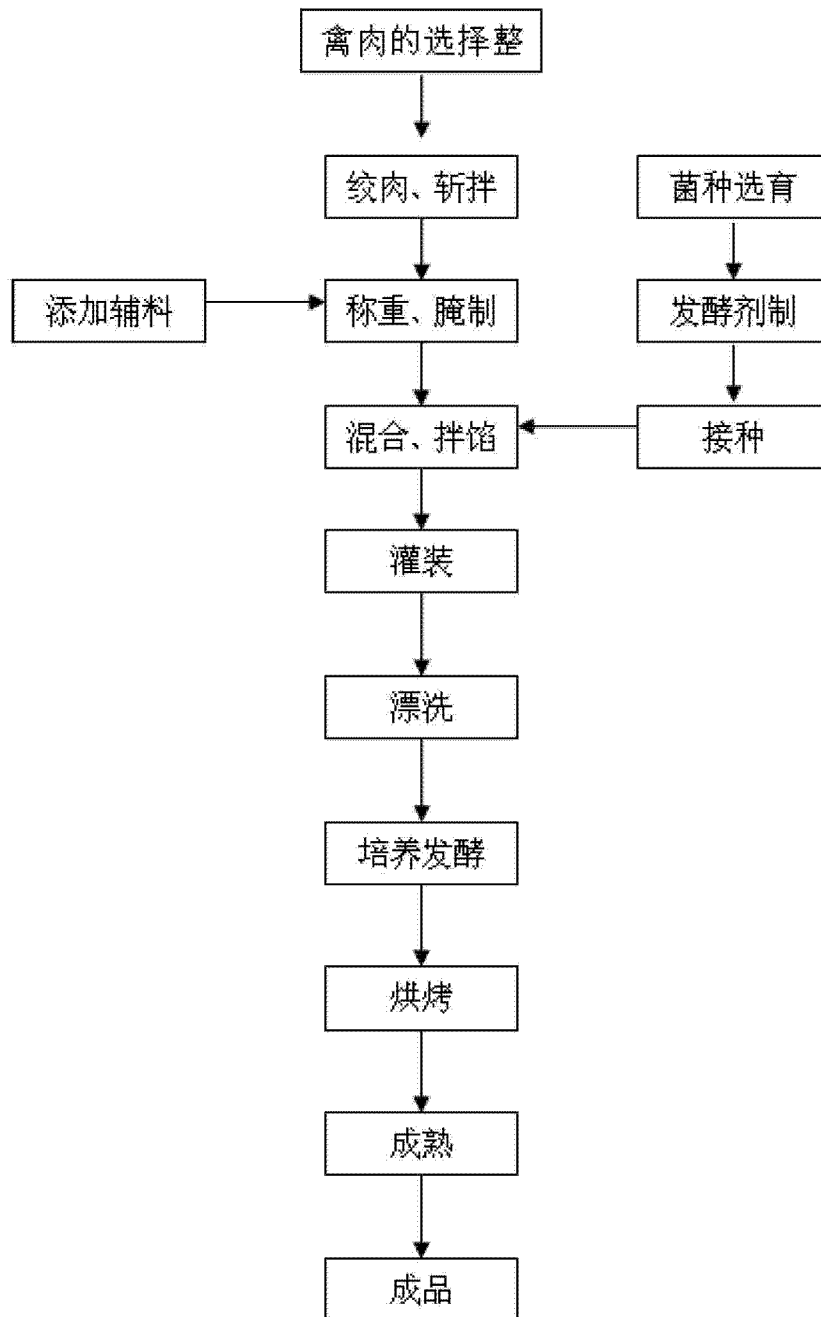 禽肉的选择整
绞肉、斩拌
菌种选育
添加辅料
称重、腌制
发酵剂制
混合、拌馅
接种
灌装
漂洗
培养发酵
烘烤
成熟
成品